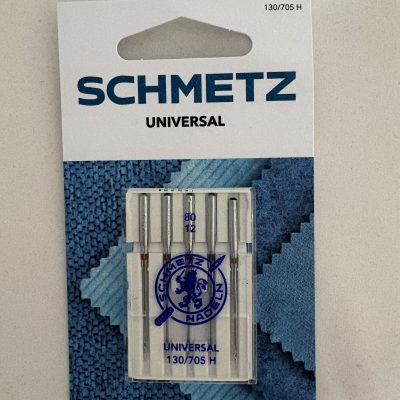 130/705 H
SCHMETZ
UNIVERSAL
80
12
SCHMETZ
NADELN
UNIVERSAL
130/705 H